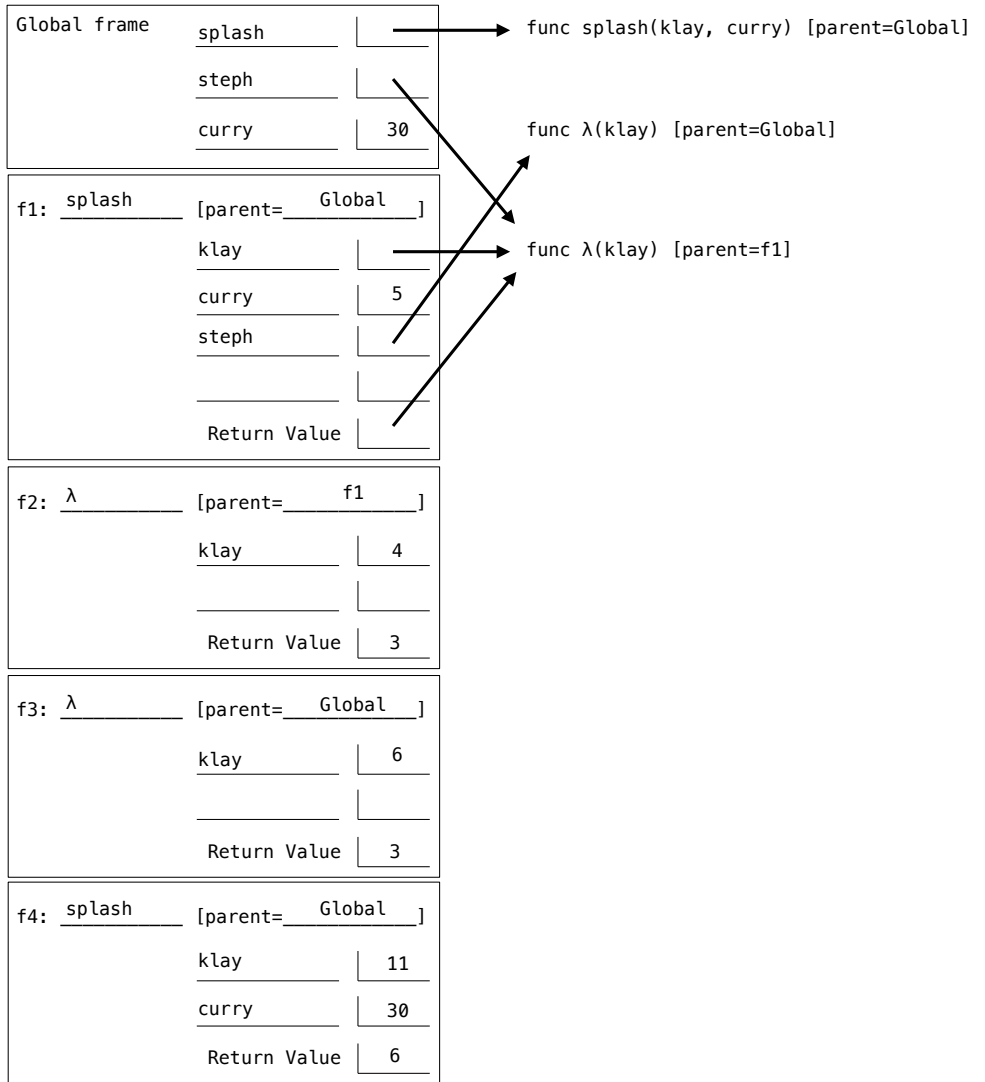 Global frame splash func splash(klay, curry) [parent=Global]
steph
curry 30 func λ(klay) [parent=Global]
f1: splash [parent=Global]
klay func λ(klay) [parent=f1]
curry 5
steph
Return Value
f2: λ [parent=f1]
klay 4
Return Value 3
f3: λ [parent=Global]
klay 6
Return Value 3
f4: splash [parent=Global]
klay 11
curry 30
Return Value 6